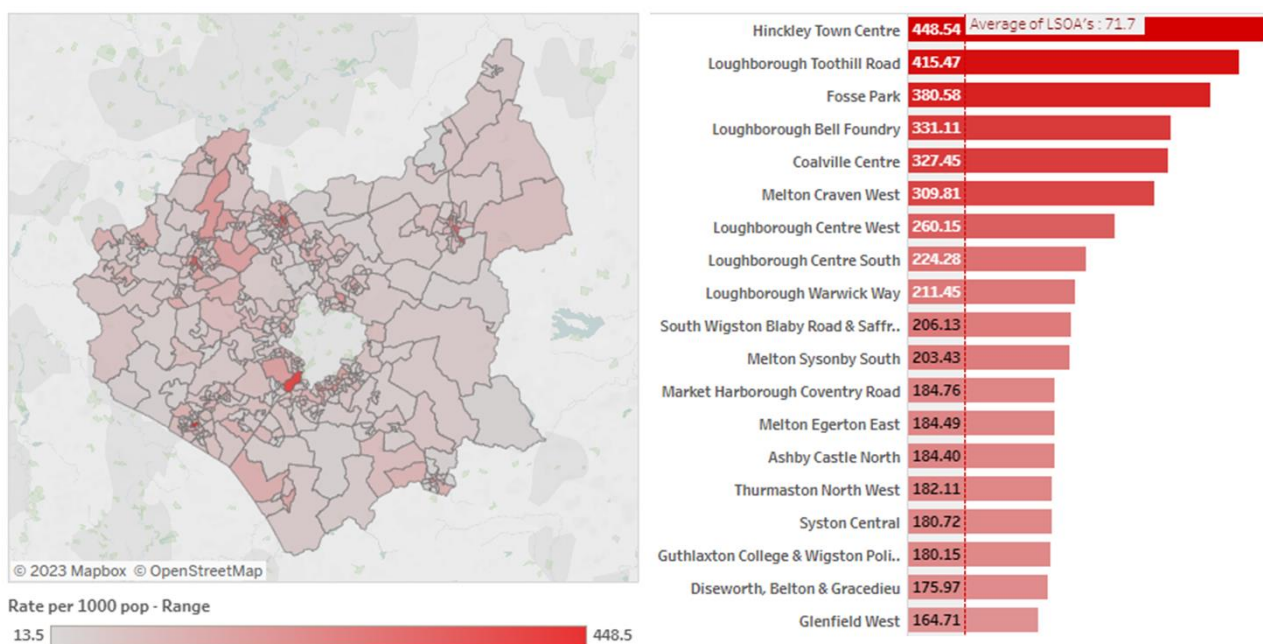 © 2023 Mapbox © OpenStreetMap
Rate per 1000 pop - Range
13.5 448.5
Average of LSOA's : 71.7
Hinckley Town Centre 448.54
Loughborough Toothill Road 415.47
Fosse Park 380.58
Loughborough Bell Foundry 331.11
Coalville Centre 327.45
Melton Craven West 309.81
Loughborough Centre West 260.15
Loughborough Centre South 224.28
Loughborough Warwick Way 211.45
South Wigston Blaby Road & Saffr.. 206.13
Melton Sysonby South 203.43
Market Harborough Coventry Road 184.76
Melton Egerton East 184.49
Ashby Castle North 184.40
Thurmaston North West 182.11
Syston Central 180.72
Guthlaxton College & Wigston Poli.. 180.15
Diseworth, Belton & Gracedieu 175.97
Glenfield West 164.71